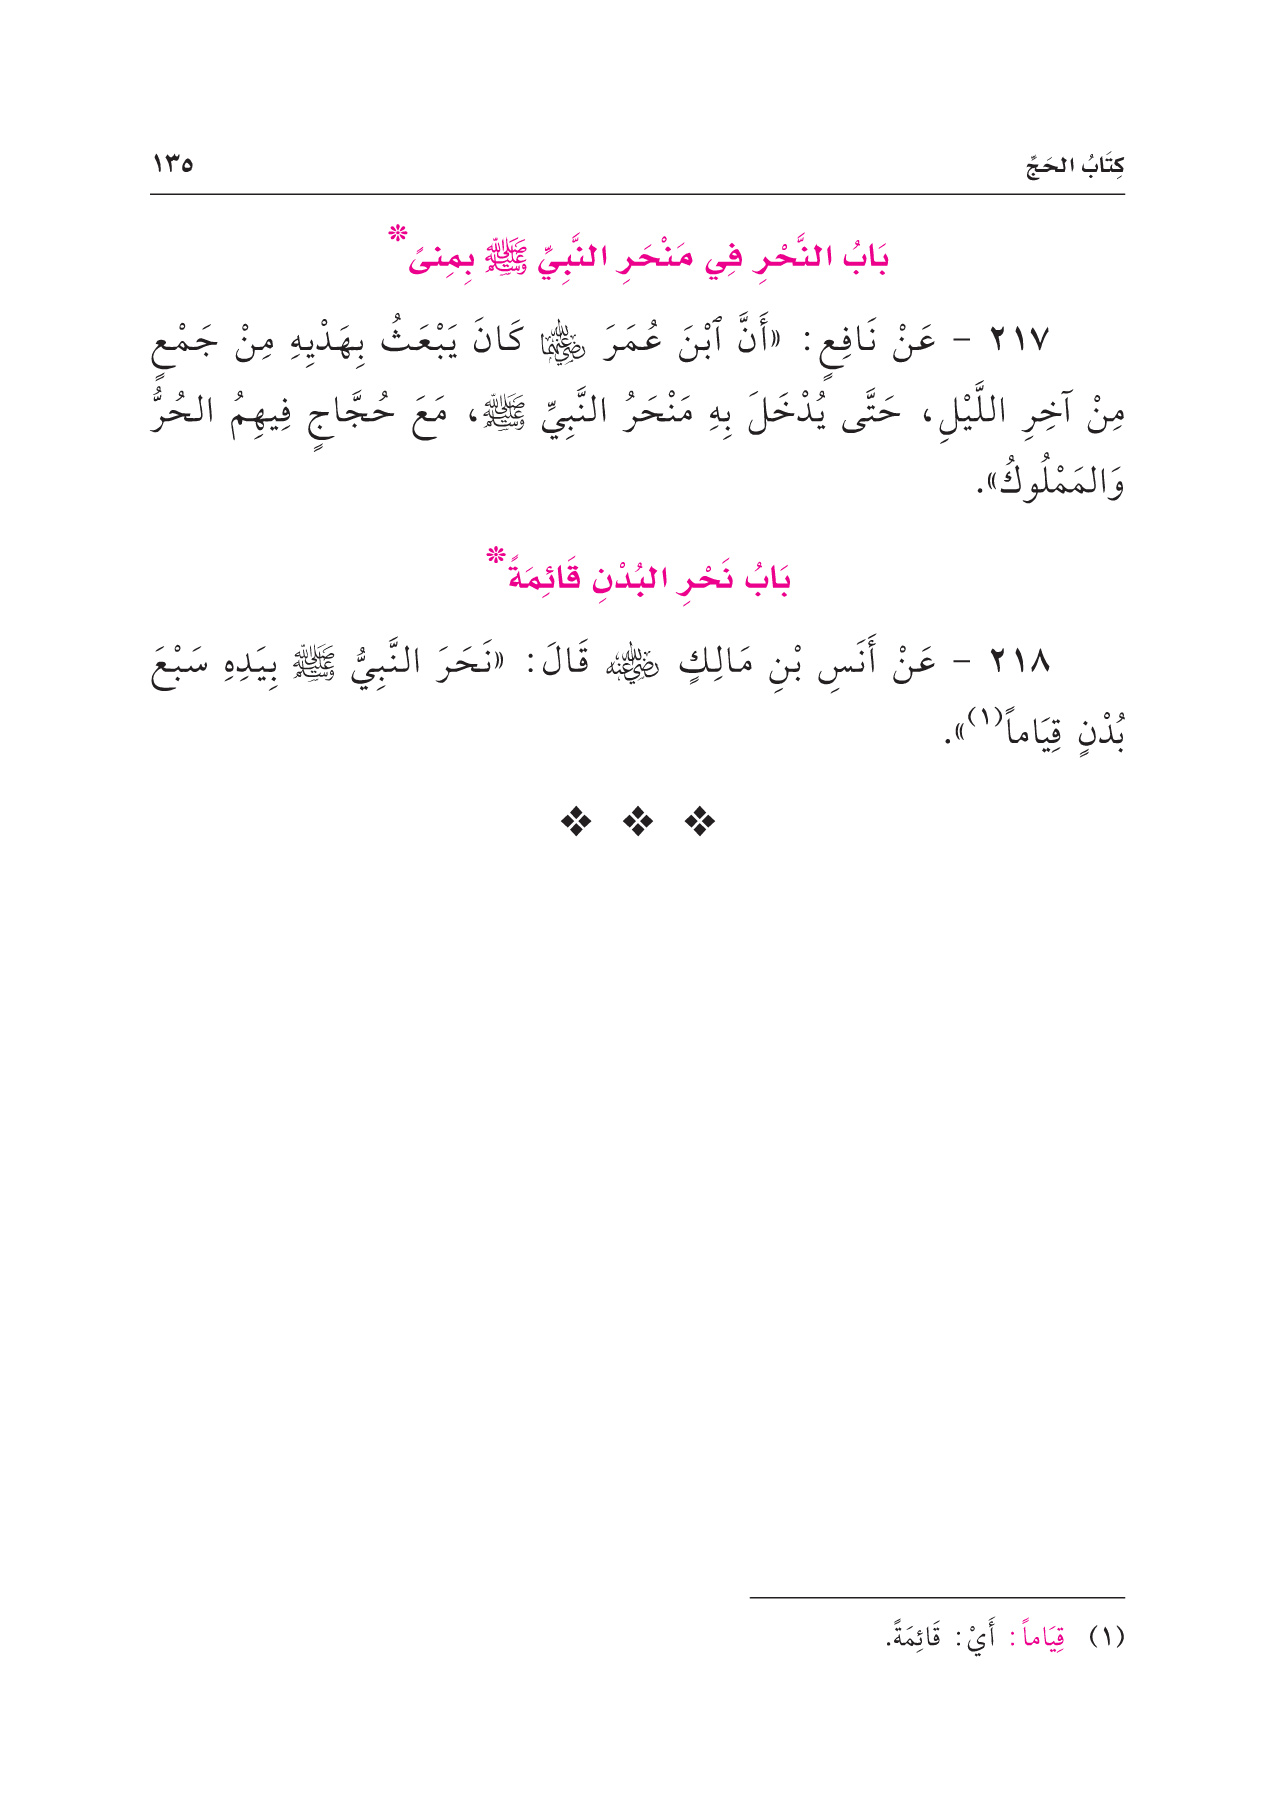 كِتَابُ الحَجِّ ١٣٥
بَابُ النَّحْرِ فِي مَنْحَرِ النَّبِيِّ ﷺ بِمِنىً*
٢١٧ - عَنْ نَافِعٍ: «أَنَّ ٱبْنَ عُمَرَ رضي الله عنهما كَانَ يَبْعَثُ بِهَدْيِهِ مِنْ جَمْعٍ
مِنْ آخِرِ اللَّيْلِ، حَتَّى يُدْخَلَ بِهِ مَنْحَرُ النَّبِيِّ ﷺ، مَعَ حُجَّاجٍ فِيهِمُ الحُرُّ
وَالمَمْلُوكُ».
بَابُ نَحْرِ البُدْنِ قَائِمَةً*
٢١٨ - عَنْ أَنَسِ بْنِ مَالِكٍ رضي الله عنه قَالَ: «نَحَرَ النَّبِيُّ ﷺ بِيَدِهِ سَبْعَ
بُدْنٍ قِيَاماً(١)».
(١) قِيَاماً: أَيْ: قَائِمَةً.